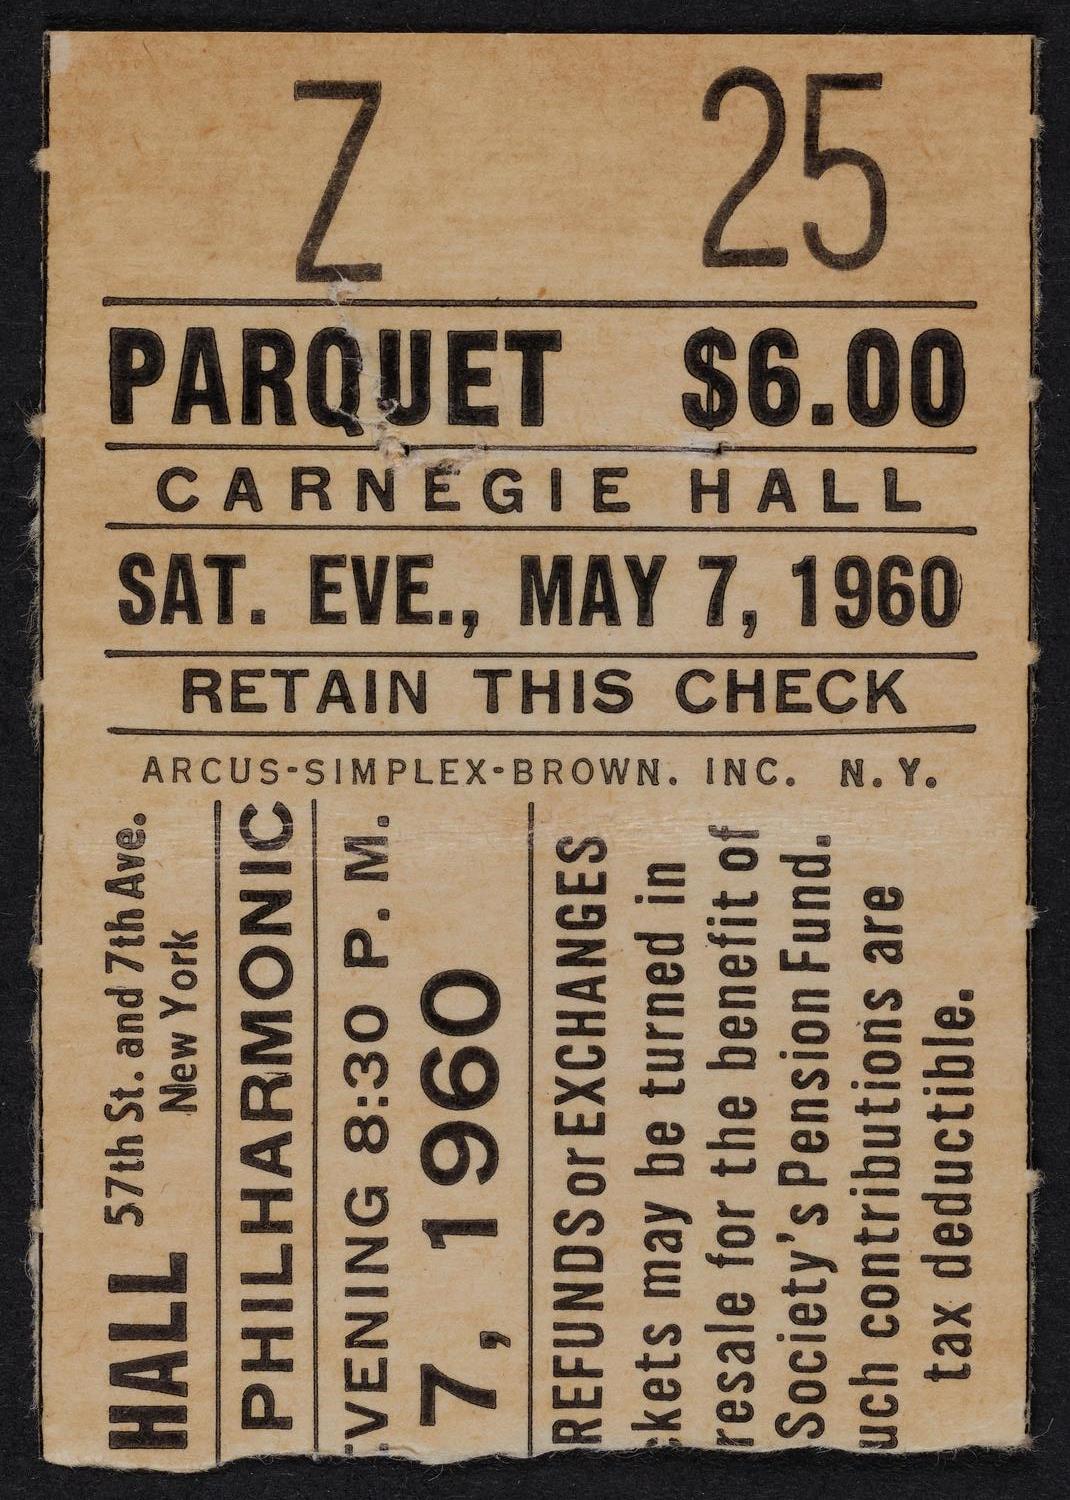 Z 25
PARQUET $6.00
CARNEGIE HALL
SAT. EVE., MAY 7, 1960
RETAIN THIS CHECK
ARCUS-SIMPLEX-BROWN. INC. N. Y.
HALL 57th St. and 7th Ave.
New York
PHILHARMONIC
VENING 8:30 P. M.
7, 1960
REFUNDS or EXCHANGES
kets may be turned in
resale for the benefit of
Society's Pension Fund.
uch contributions are
tax deductible.